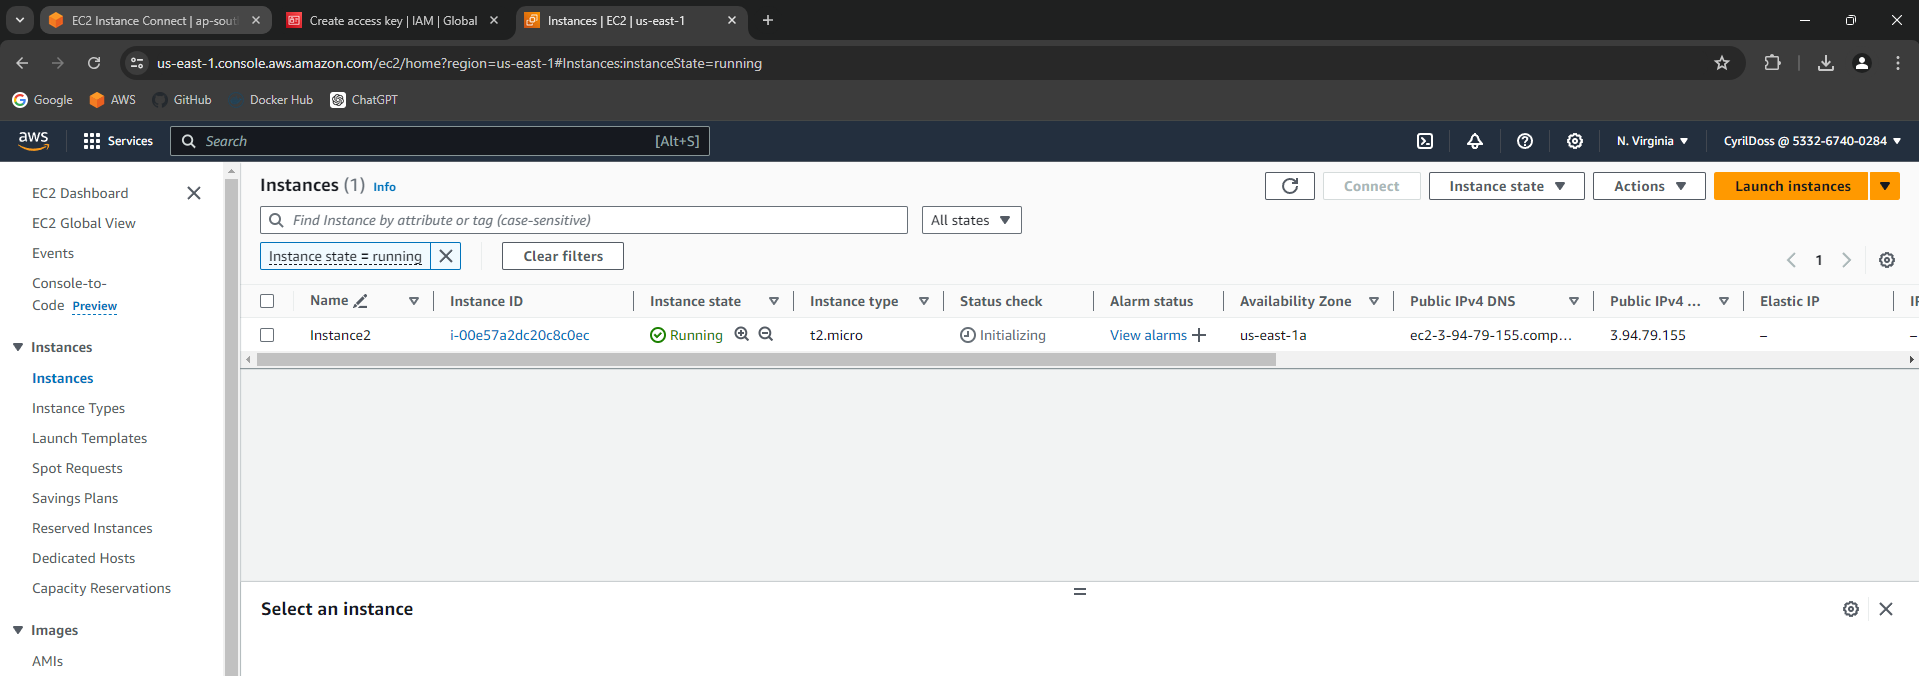 EC2 Instance Connect | ap-sout
Create access key | IAM | Global
Instances | EC2 | us-east-1
us-east-1.console.aws.amazon.com/ec2/home?region=us-east-1#Instances:instanceState=running
Google AWS GitHub Docker Hub ChatGPT
aws Services Search [Alt+S] N. Virginia CyrilDoss @ 5332-6740-0284
EC2 Dashboard
EC2 Global View
Events
Console-to-
Code Preview
Instances
Instances
Instance Types
Launch Templates
Spot Requests
Savings Plans
Reserved Instances
Dedicated Hosts
Capacity Reservations
Images
AMIs
Instances (1) Info
Connect Instance state Actions Launch instances
Find Instance by attribute or tag (case-sensitive) All states
Instance state = running Clear filters
1
Name Instance ID Instance state Instance type Status check Alarm status Availability Zone Public IPv4 DNS Public IPv4 ... Elastic IP IP
Instance2 i-00e57a2dc20c8c0ec Running t2.micro Initializing View alarms + us-east-1a ec2-3-94-79-155.comp... 3.94.79.155 – –
Select an instance